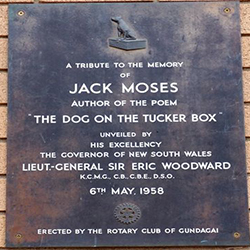 A TRIBUTE TO THE MEMORY
OF
JACK MOSES
AUTHOR OF THE POEM
"THE DOG ON THE TUCKER BOX"
UNVEILED BY
HIS EXCELLENCY
THE GOVERNOR OF NEW SOUTH WALES
LIEUT.-GENERAL SIR ERIC WOODWARD
K.C.M.G., C.B., C.B.E., D.S.O.
6TH MAY, 1958
ERECTED BY THE ROTARY CLUB OF GUNDAGAI